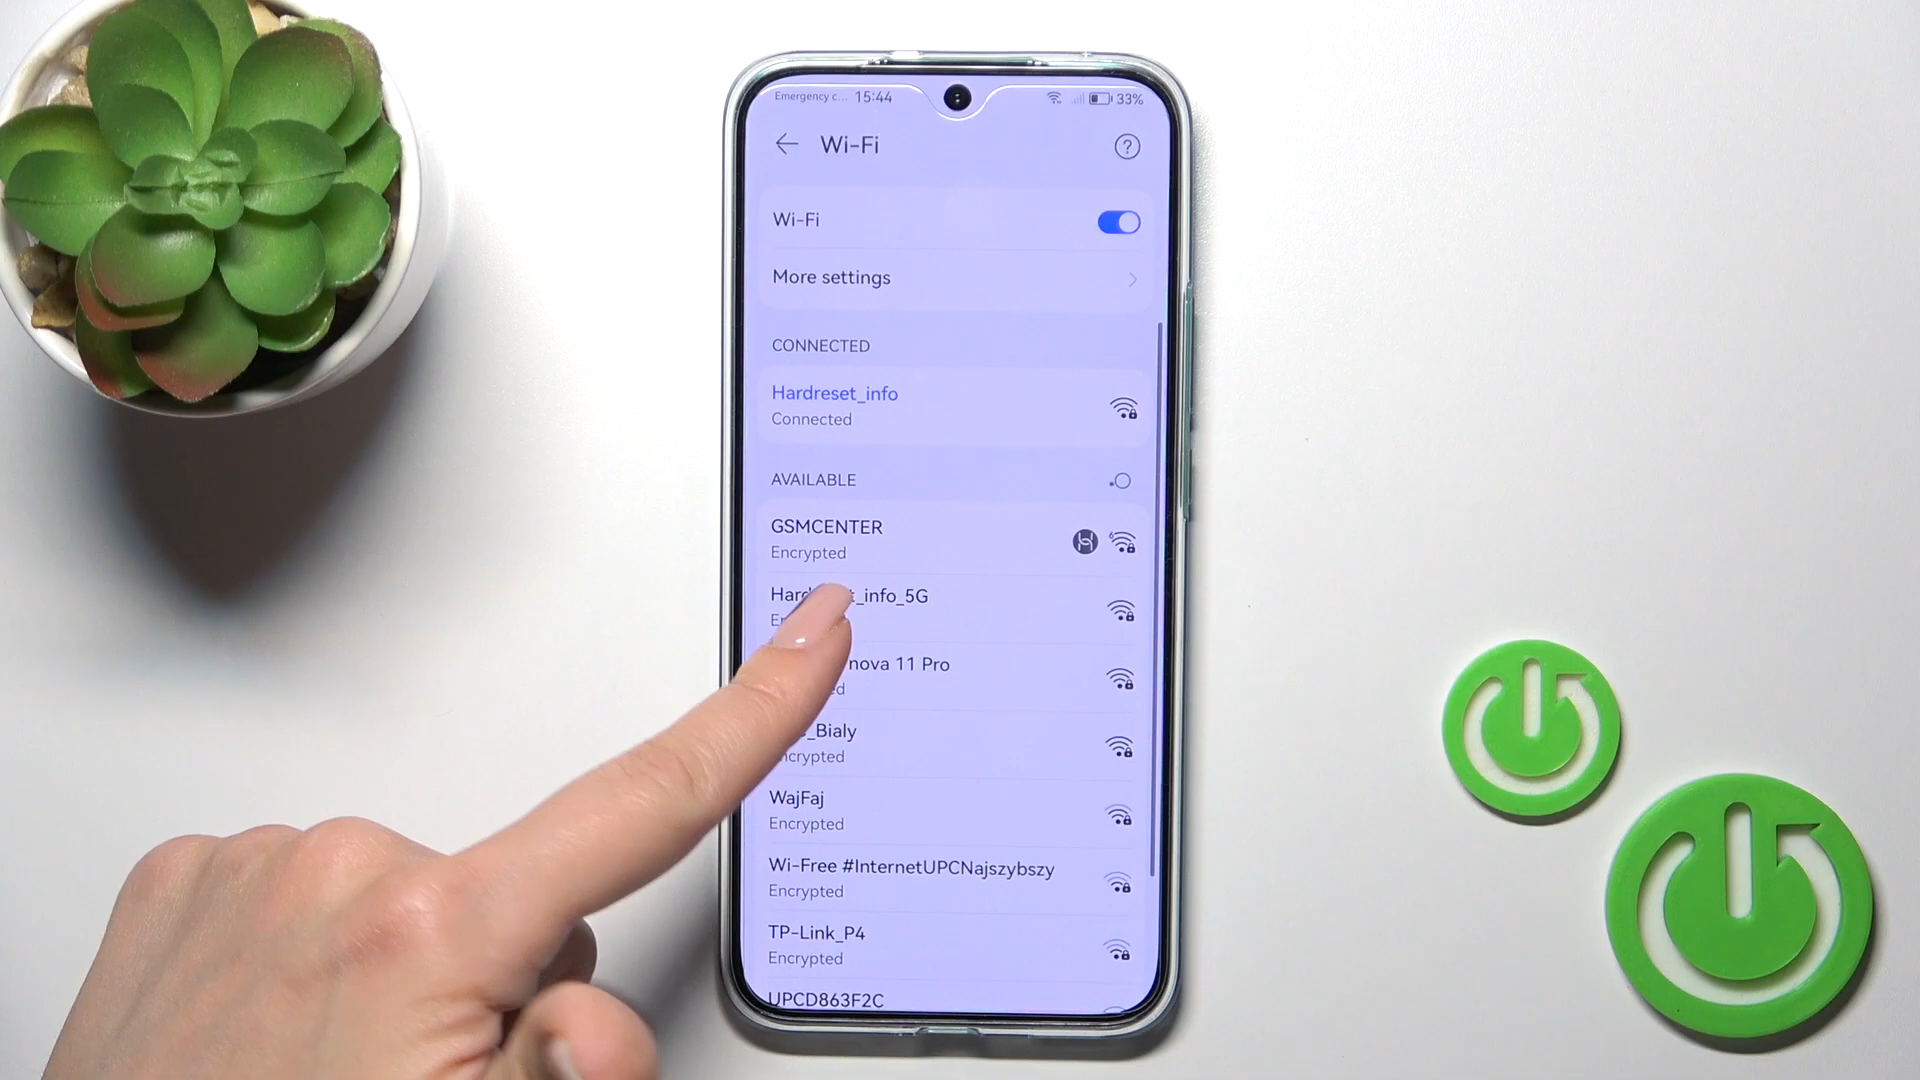 Emergency c... 15:44 33%
Wi-Fi
Wi-Fi
More settings
CONNECTED
Hardreset_info
Connected
AVAILABLE
GSMCENTER
Encrypted
_info_5G
nova 11 Pro
_Bialy
WajFaj
Encrypted
Wi-Free #InternetUPCNajszybszy
Encrypted
TP-Link_P4
Encrypted
UPCD863F2C